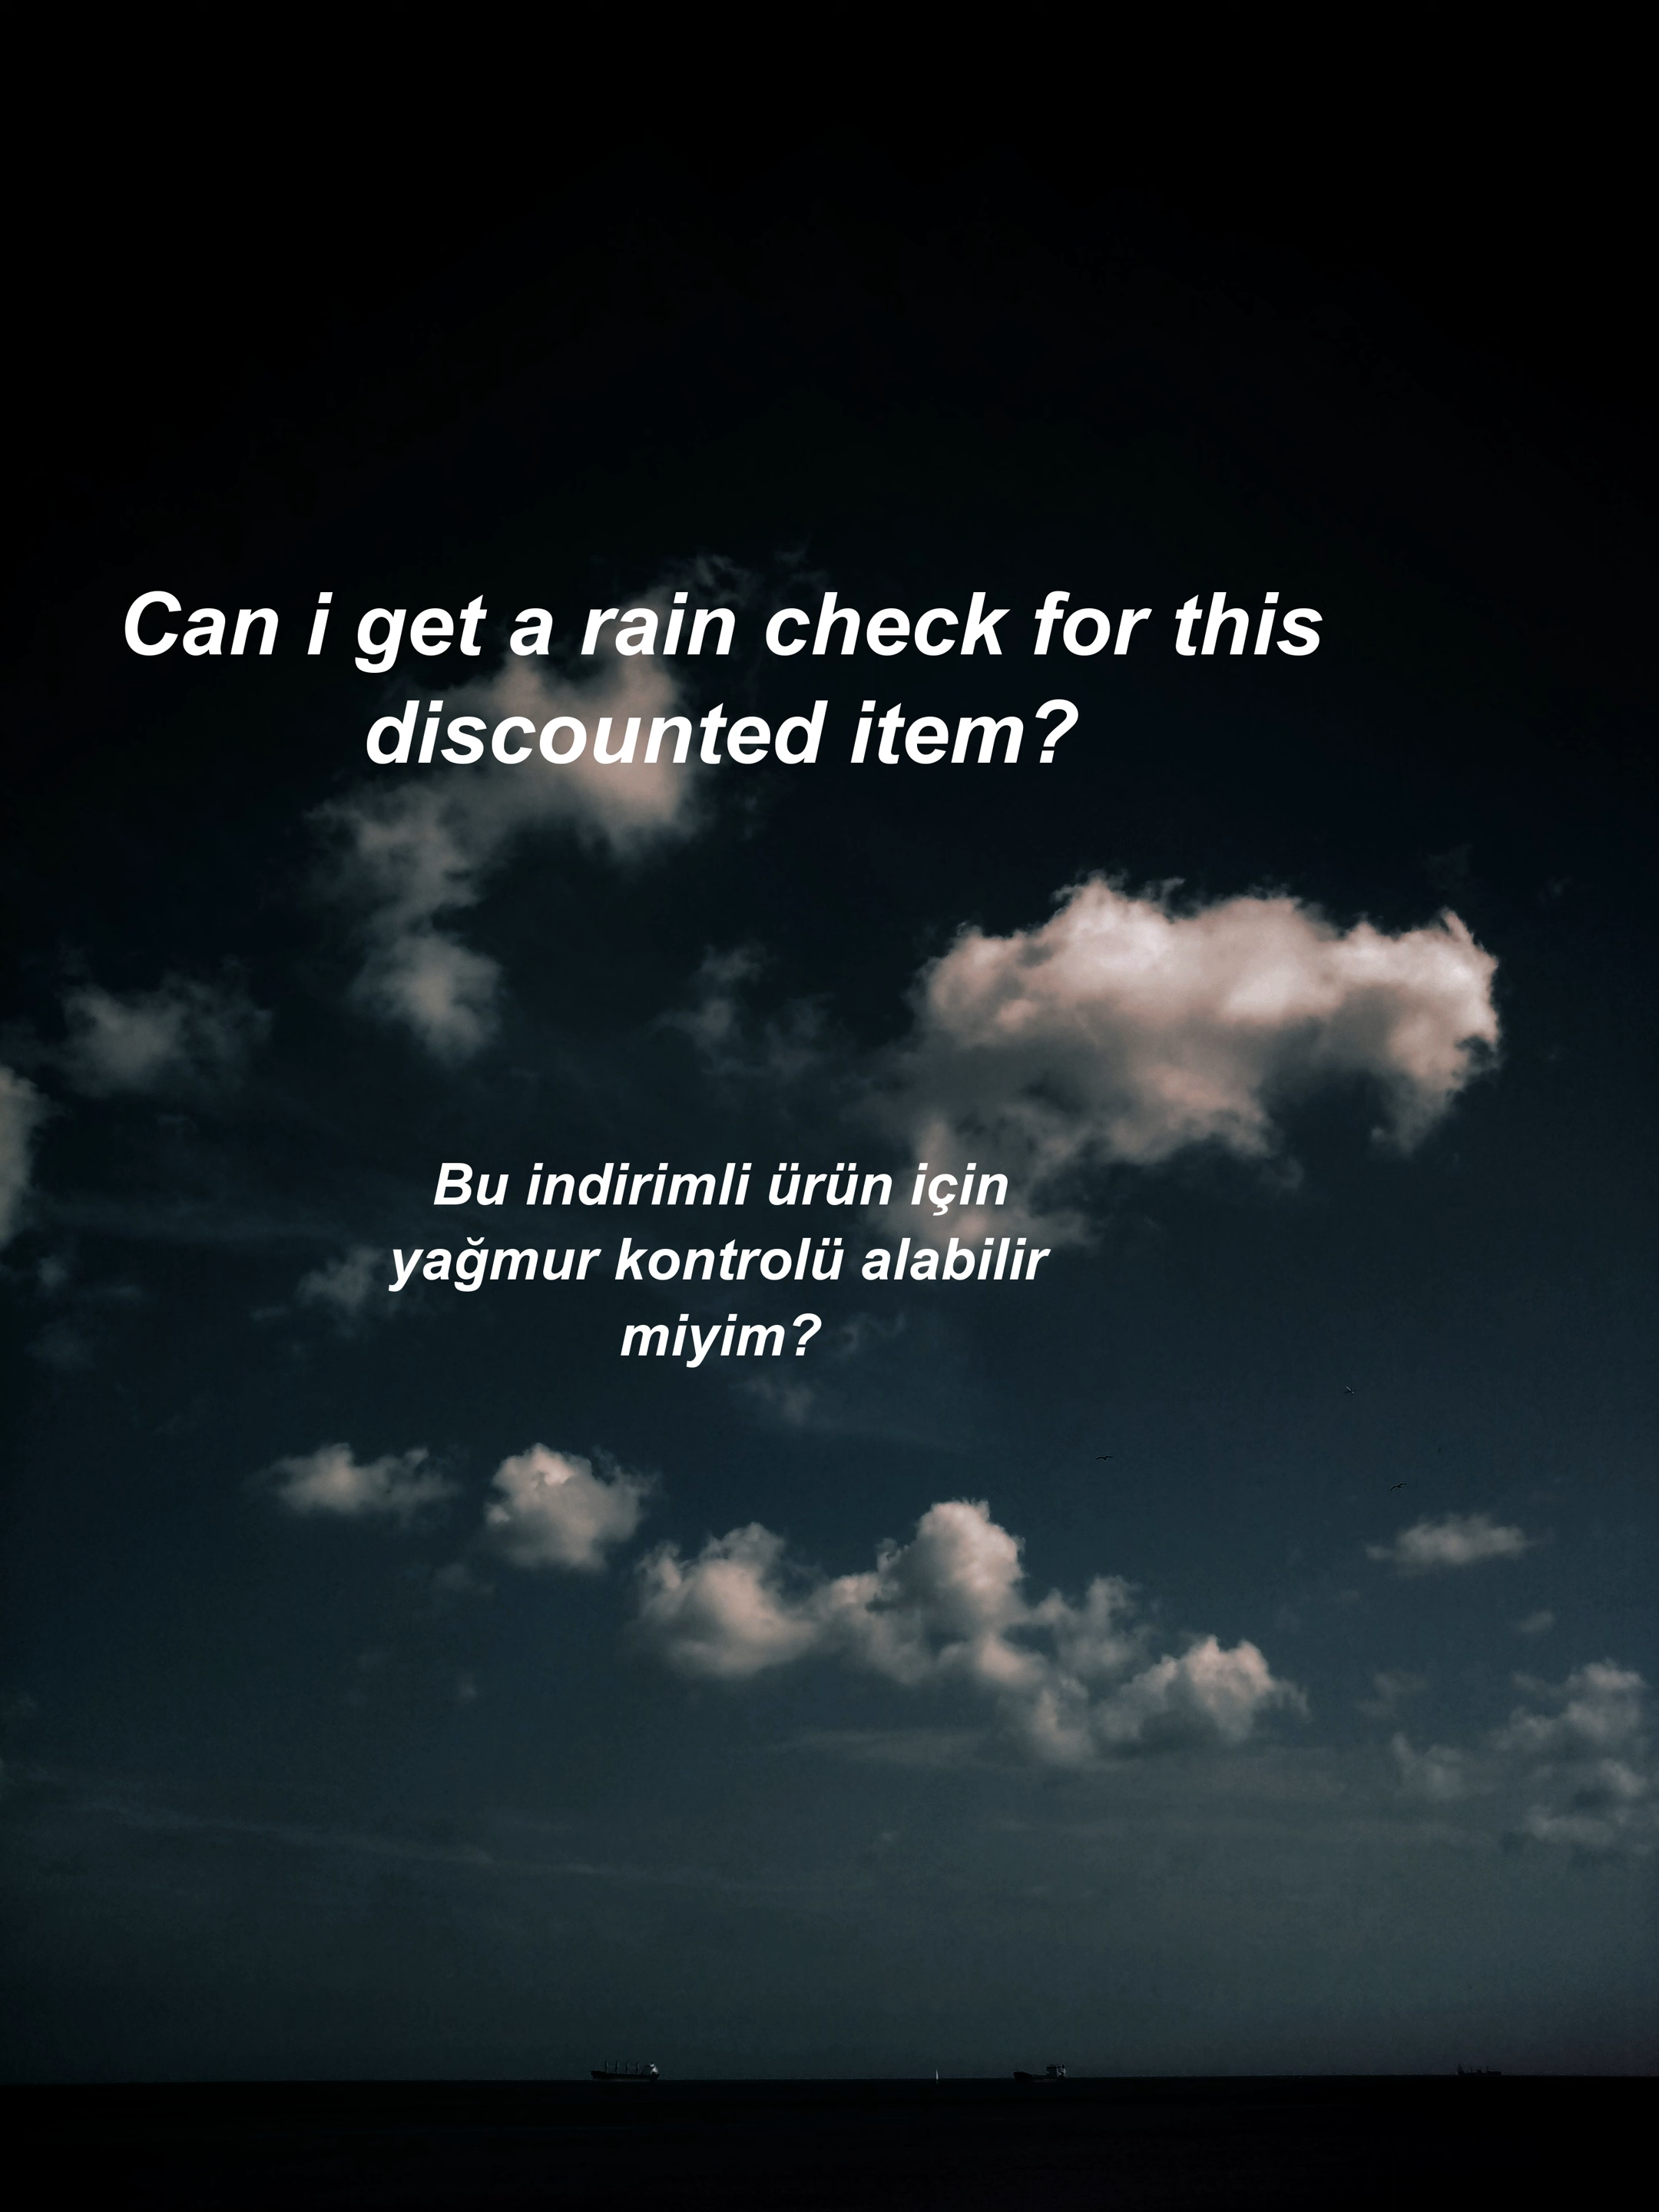 Can i get a rain check for this
discounted item?
Bu indirimli ürün için
yağmur kontrolü alabilir
miyim?